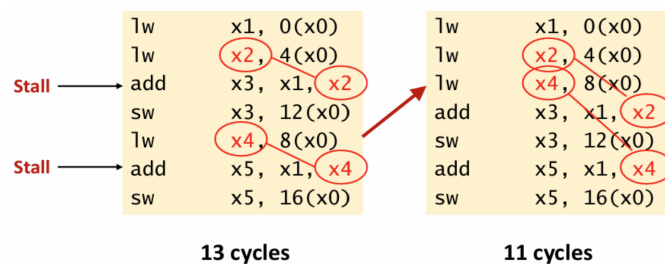 lw x1, 0(x0)
lw x2, 4(x0)
Stall add x3, x1, x2
sw x3, 12(x0)
lw x4, 8(x0)
Stall add x5, x1, x4
sw x5, 16(x0)
13 cycles
lw x1, 0(x0)
lw x2, 4(x0)
lw x4, 8(x0)
add x3, x1, x2
sw x3, 12(x0)
add x5, x1, x4
sw x5, 16(x0)
11 cycles